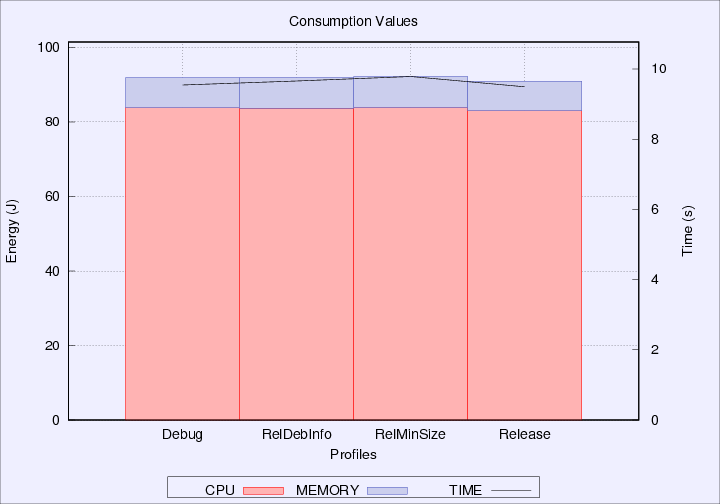 Consumption Values
100
80
60
40
20
0
Energy (J)
10
8
6
4
2
0
Time (s)
Debug RelDebInfo RelMinSize Release
Profiles
CPU MEMORY TIME